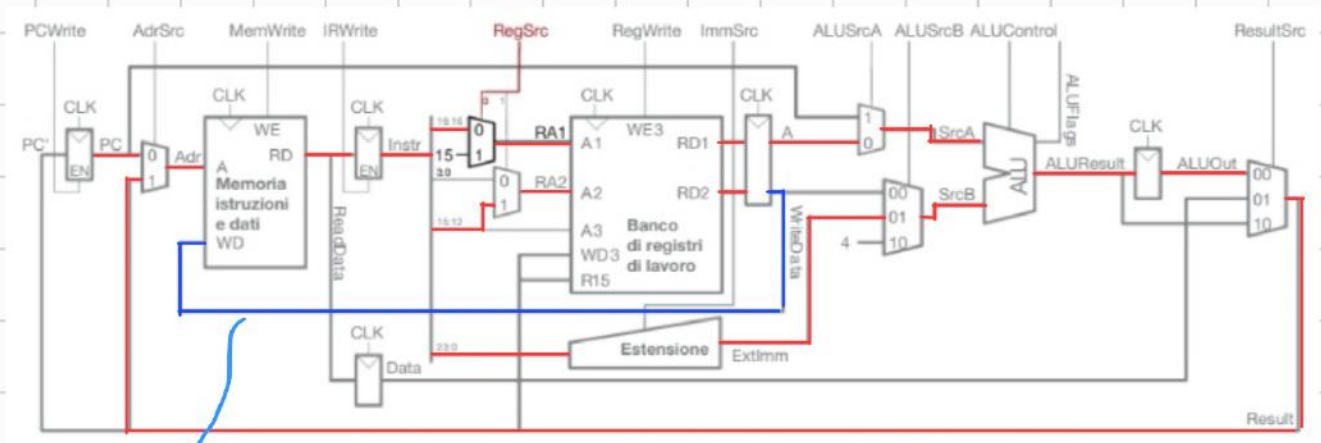 PCWrite AdrSrc MemWrite IRWrite RegSrc RegWrite ImmSrc ALUSrcA ALUSrcB ALUControl ResultSrc
ALUFlags
CLK CLK CLK CLK CLK CLK
0 1
PC' PC EN
0 1
Adr
WE
A RD
Memoria
istruzioni
e dati
WD
EN
Instr
ReadData
19:16
15
0
1
RA1
3:0
0
1
RA2
15:12
WE3
A1 RD1
A2 RD2
A3
Banco
di registri
di lavoro
WD3
R15
A
WriteData
1
0
SrcA
00
01
10
4
SrcB
ALU
ALUResult
ALUOut
00
01
10
CLK
Data
23:0
Estensione
ExtImm
Result